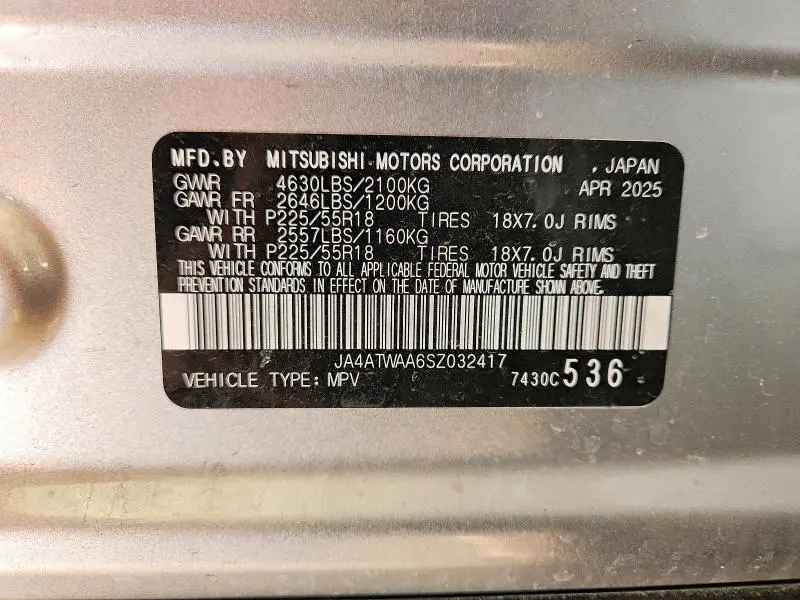 MFD.BY MITSUBISHI MOTORS CORPORATION , JAPAN
GWR 4630LBS/2100KG APR 2025
GAWR FR 2646LBS/1200KG
WITH P225/55R18 TIRES 18X7.0J RIMS
GAWR RR 2557LBS/1160KG
WITH P225/55R18 TIRES 18X7.0J RIMS
THIS VEHICLE CONFORMS TO ALL APPLICABLE FEDERAL MOTOR VEHICLE SAFETY AND THEFT
PREVENTION STANDARDS IN EFFECT ON THE DATE OF MANUFACTURE SHOWN ABOVE.
JA4ATWAA6SZ032417
VEHICLE TYPE: MPV 7430C 536